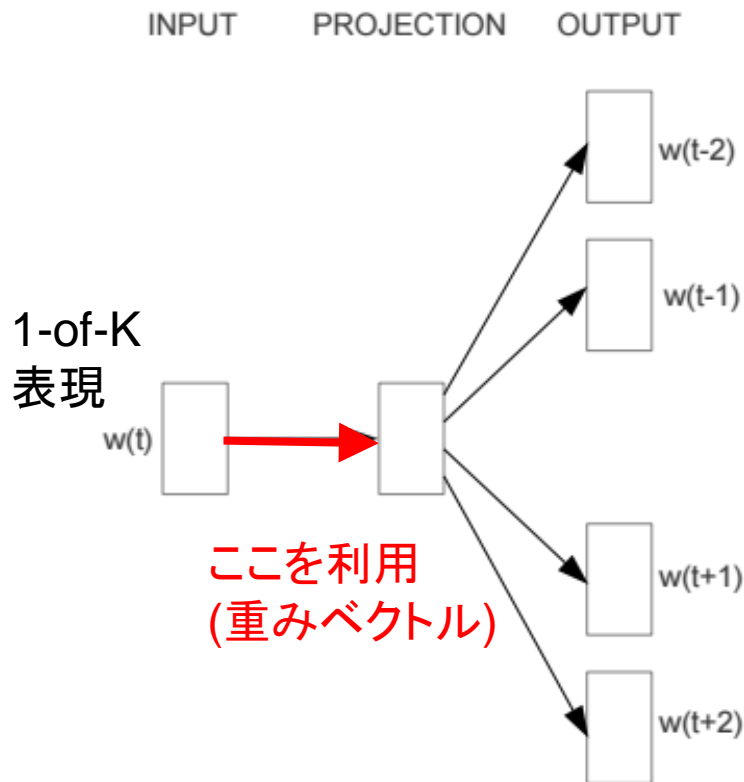 INPUT PROJECTION OUTPUT
w(t-2)
w(t-1)
1-of-K
表現
w(t)
ここを利用
(重みベクトル)
w(t+1)
w(t+2)